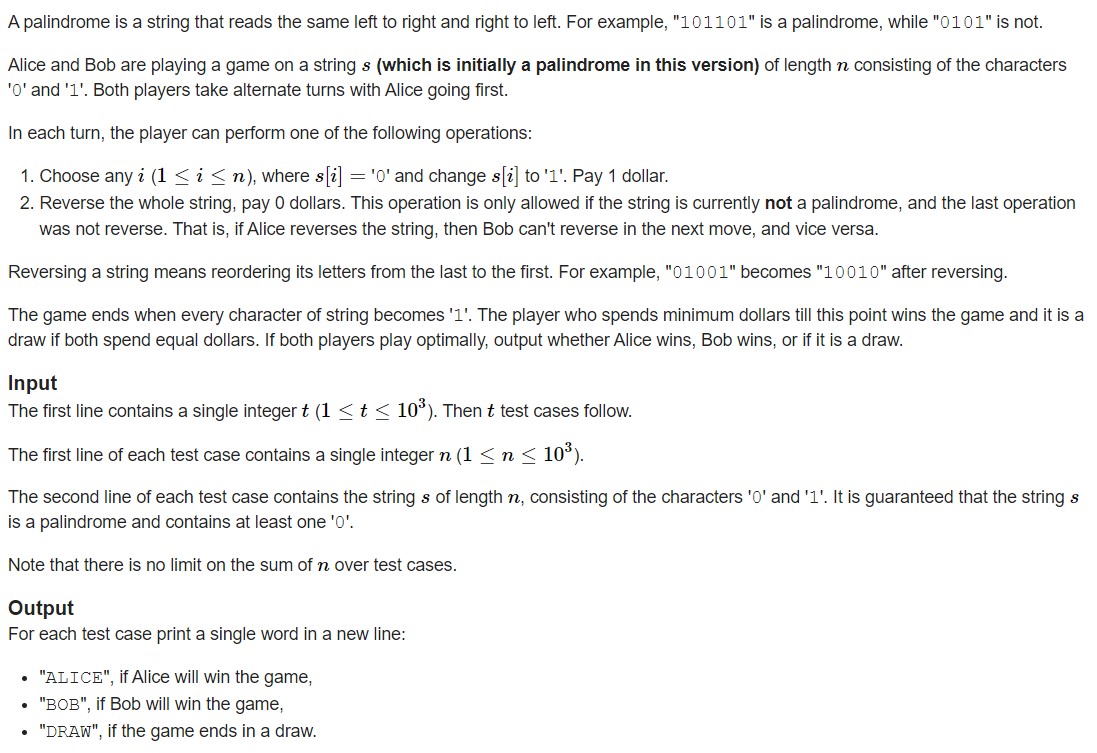 A palindrome is a string that reads the same left to right and right to left. For example, "101101" is a palindrome, while "0101" is not.
Alice and Bob are playing a game on a string s (which is initially a palindrome in this version) of length n consisting of the characters
'0' and '1'. Both players take alternate turns with Alice going first.
In each turn, the player can perform one of the following operations:
1. Choose any i (1 ≤ i ≤ n), where s[i] = '0' and change s[i] to '1'. Pay 1 dollar.
2. Reverse the whole string, pay 0 dollars. This operation is only allowed if the string is currently not a palindrome, and the last operation
was not reverse. That is, if Alice reverses the string, then Bob can't reverse in the next move, and vice versa.
Reversing a string means reordering its letters from the last to the first. For example, "01001" becomes "10010" after reversing.
The game ends when every character of string becomes '1'. The player who spends minimum dollars till this point wins the game and it is a
draw if both spend equal dollars. If both players play optimally, output whether Alice wins, Bob wins, or if it is a draw.
Input
The first line contains a single integer t (1 ≤ t ≤ 10³). Then t test cases follow.
The first line of each test case contains a single integer n (1 ≤ n ≤ 10³).
The second line of each test case contains the string s of length n, consisting of the characters '0' and '1'. It is guaranteed that the string s
is a palindrome and contains at least one '0'.
Note that there is no limit on the sum of n over test cases.
Output
For each test case print a single word in a new line:
• "ALICE", if Alice will win the game,
• "BOB", if Bob will win the game,
• "DRAW", if the game ends in a draw.